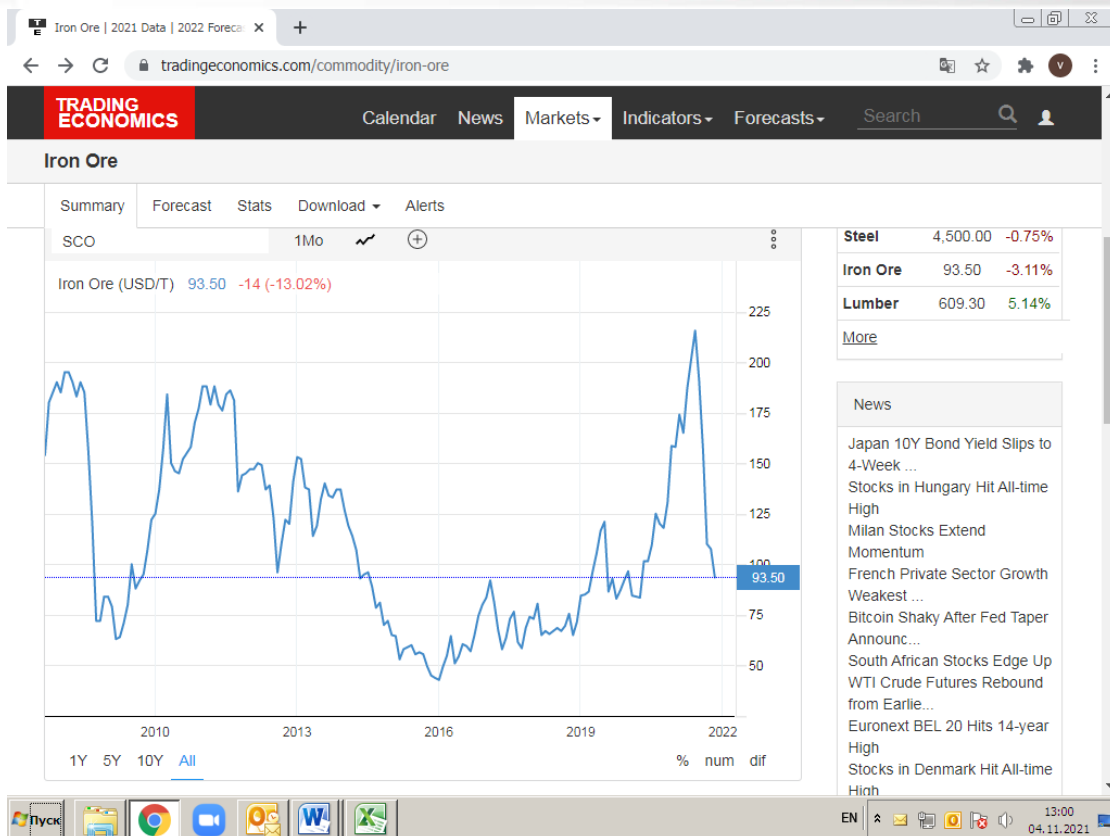 TE
Iron Ore | 2021 Data | 2022 Foreca
tradingeconomics.com/commodity/iron-ore
V
TRADING
ECONOMICS
Calendar News Markets Indicators Forecasts Search
Iron Ore
Summary Forecast Stats Download Alerts
SCO 1Mo
Iron Ore (USD/T) 93.50 -14 (-13.02%)
225
200
175
150
125
100
93.50
75
50
2010 2013 2016 2019 2022
1Y 5Y 10Y All % num dif
Steel 4,500.00 -0.75%
Iron Ore 93.50 -3.11%
Lumber 609.30 5.14%
More
News
Japan 10Y Bond Yield Slips to
4-Week ...
Stocks in Hungary Hit All-time
High
Milan Stocks Extend
Momentum
French Private Sector Growth
Weakest ...
Bitcoin Shaky After Fed Taper
Announc...
South African Stocks Edge Up
WTI Crude Futures Rebound
from Earlie...
Euronext BEL 20 Hits 14-year
High
Stocks in Denmark Hit All-time
High
Пуск
EN
13:00
04.11.2021